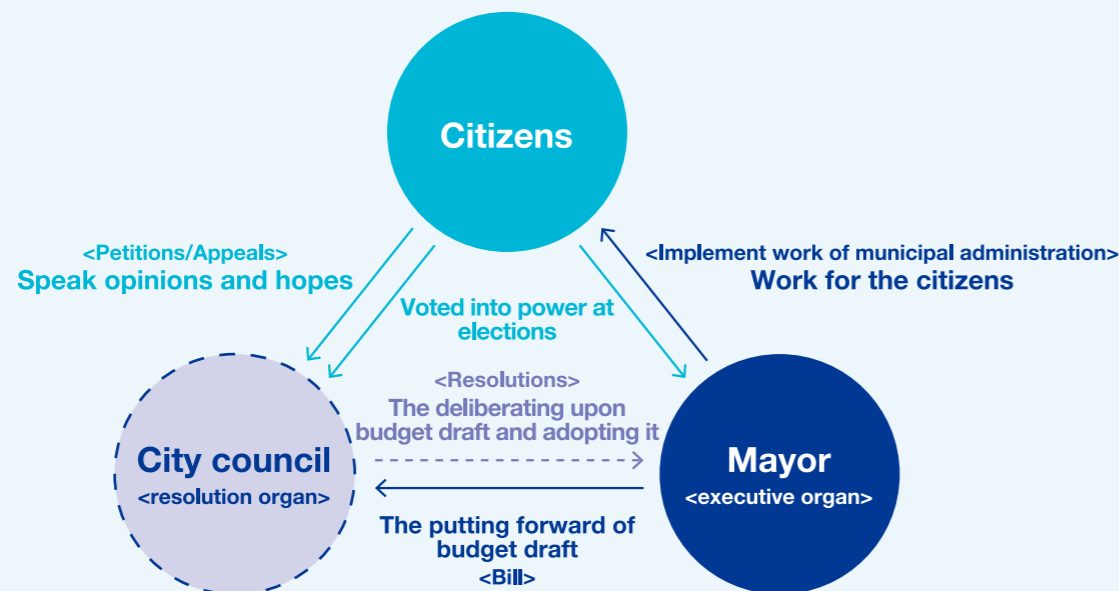 Citizens
<Petitions/Appeals>
Speak opinions and hopes
<Implement work of municipal administration>
Work for the citizens
Voted into power at
elections
<Resolutions>
The deliberating upon
budget draft and adopting it
City council
<resolution organ>
Mayor
<executive organ>
The putting forward of
budget draft
<Bill>